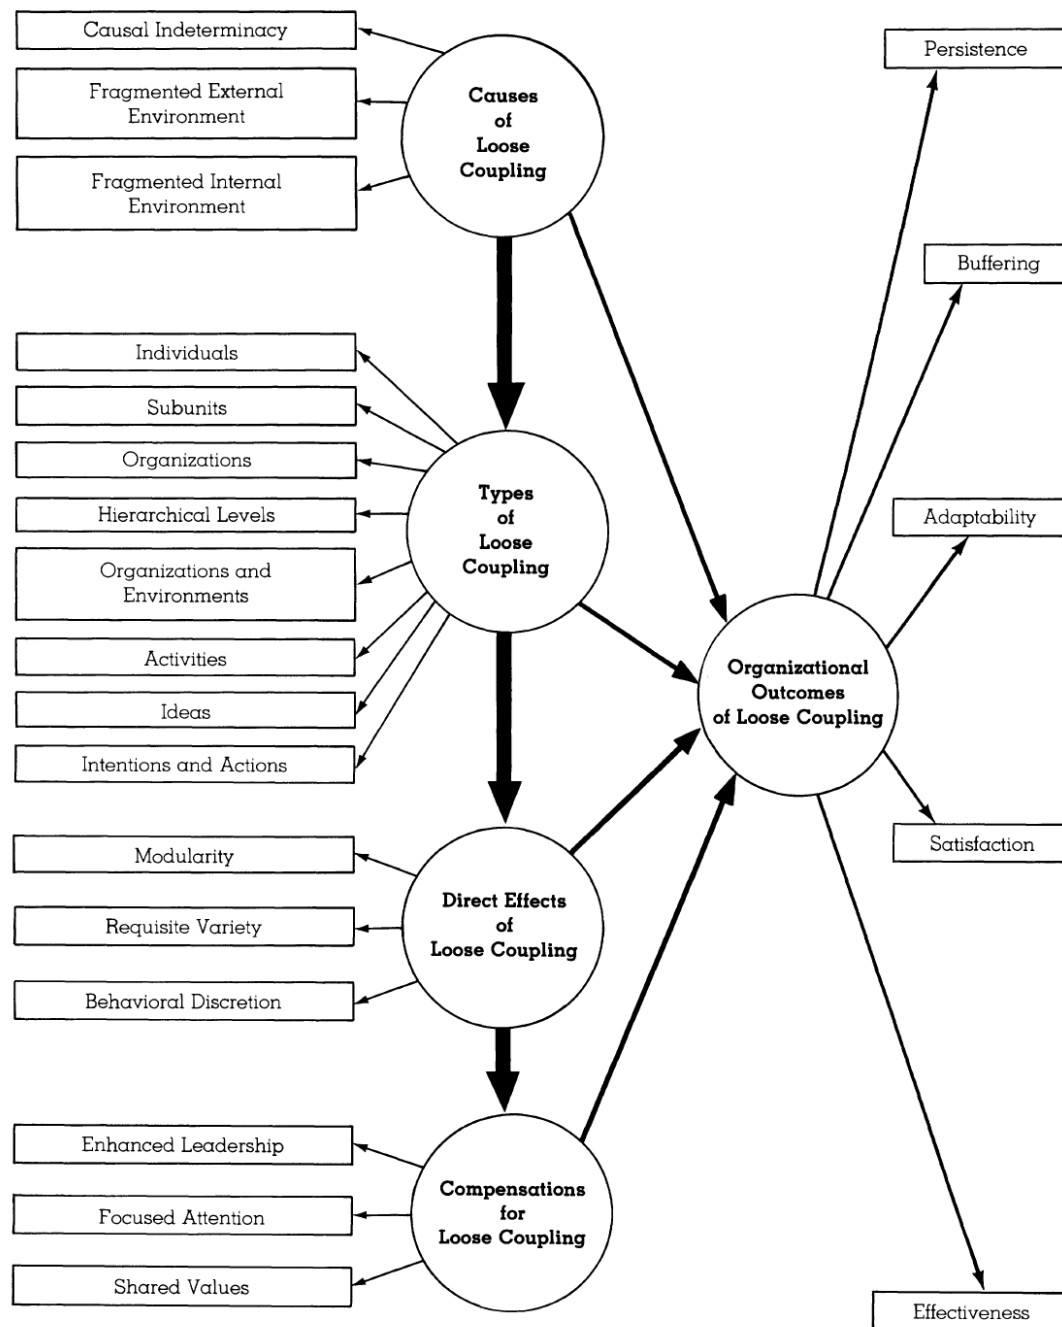 Causal Indeterminacy
Fragmented External
Environment
Fragmented Internal
Environment
Causes
of
Loose
Coupling
Persistence
Buffering
Individuals
Subunits
Organizations
Hierarchical Levels
Organizations and
Environments
Activities
Ideas
Intentions and Actions
Types
of
Loose
Coupling
Adaptability
Organizational
Outcomes
of Loose Coupling
Satisfaction
Modularity
Requisite Variety
Behavioral Discretion
Direct Effects
of
Loose Coupling
Enhanced Leadership
Focused Attention
Shared Values
Compensations
for
Loose Coupling
Effectiveness